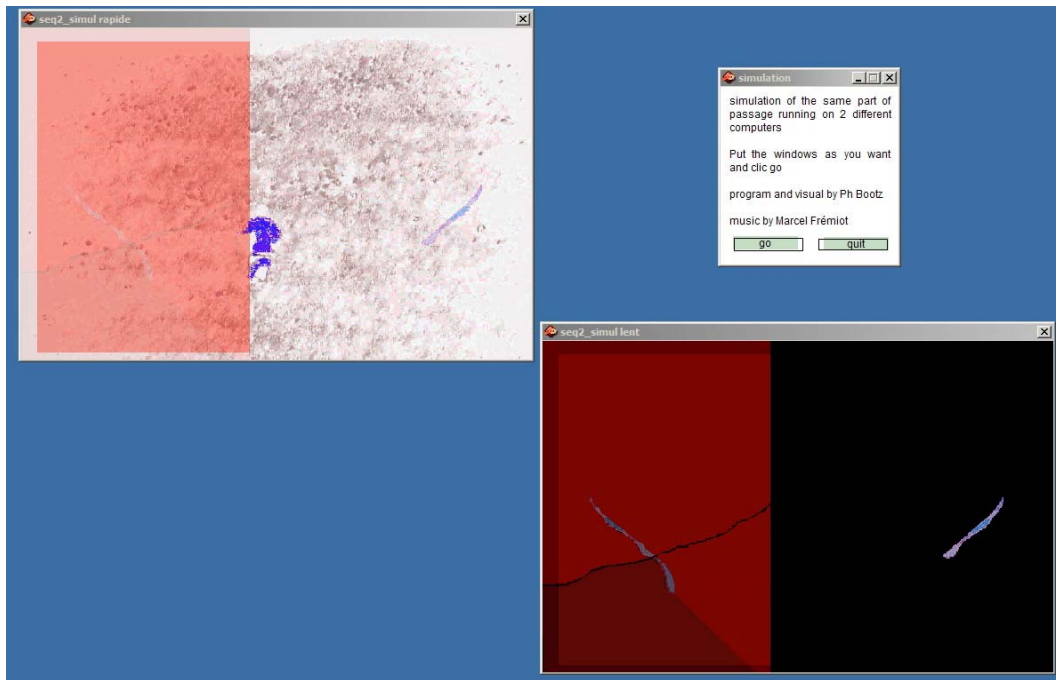 seq2_simul rapide
simulation
simulation of the same part of
passage running on 2 different
computers
Put the windows as you want
and clic go
program and visual by Ph Bootz
music by Marcel Frémiot
go
quit
seq2_simul lent